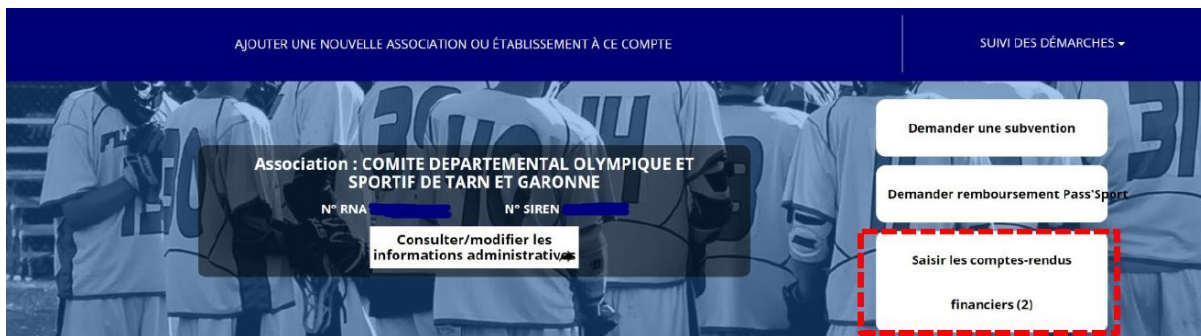 AJOUTER UNE NOUVELLE ASSOCIATION OU ÉTABLISSEMENT À CE COMPTE
SUIVI DES DÉMARCHES
Association : COMITE DEPARTEMENTAL OLYMPIQUE ET
SPORTIF DE TARN ET GARONNE
N° RNA
N° SIREN
Consulter/modifier les
informations administratives
Demander une subvention
Demander remboursement Pass'Sport
Saisir les comptes-rendus
financiers (2)